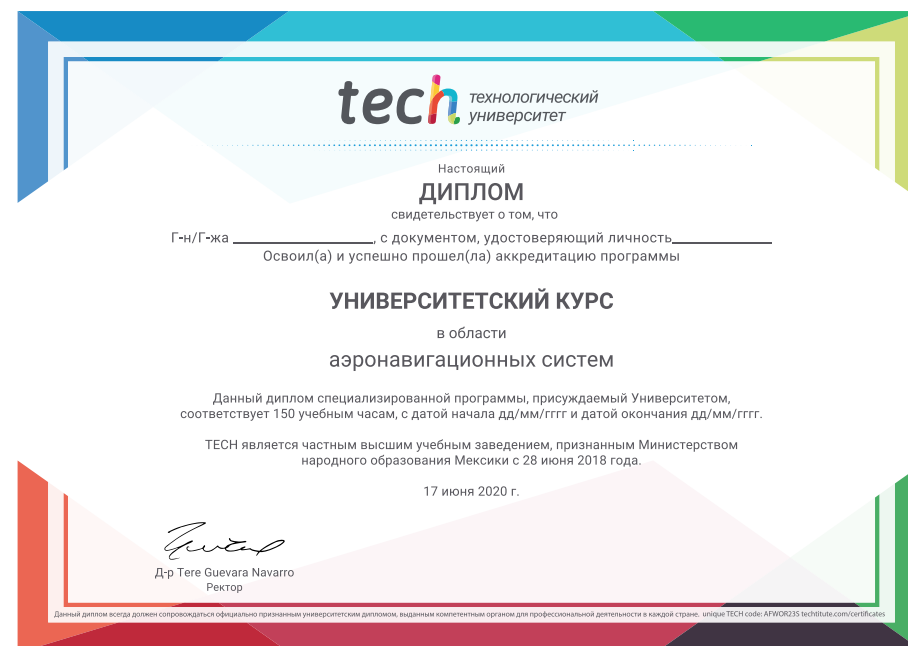 tech технологический
университет
Настоящий
ДИПЛОМ
свидетельствует о том, что
Г-н/Г-жа ____________________, с документом, удостоверяющий личность______________
Освоил(а) и успешно прошел(ла) аккредитацию программы
УНИВЕРСИТЕТСКИЙ КУРС
в области
аэронавигационных систем
Данный диплом специализированной программы, присуждаемый Университетом,
соответствует 150 учебным часам, с датой начала дд/мм/гггг и датой окончания дд/мм/гггг.
TECH является частным высшим учебным заведением, признанным Министерством
народного образования Мексики с 28 июня 2018 года.
17 июня 2020 г.
Д-р Tere Guevara Navarro
Ректор
Данный диплом всегда должен сопровождаться официально признанным университетским дипломом, выданным компетентным органом для профессиональной деятельности в каждой стране. unique TECH code: AFWOR23S techtitute.com/certificates